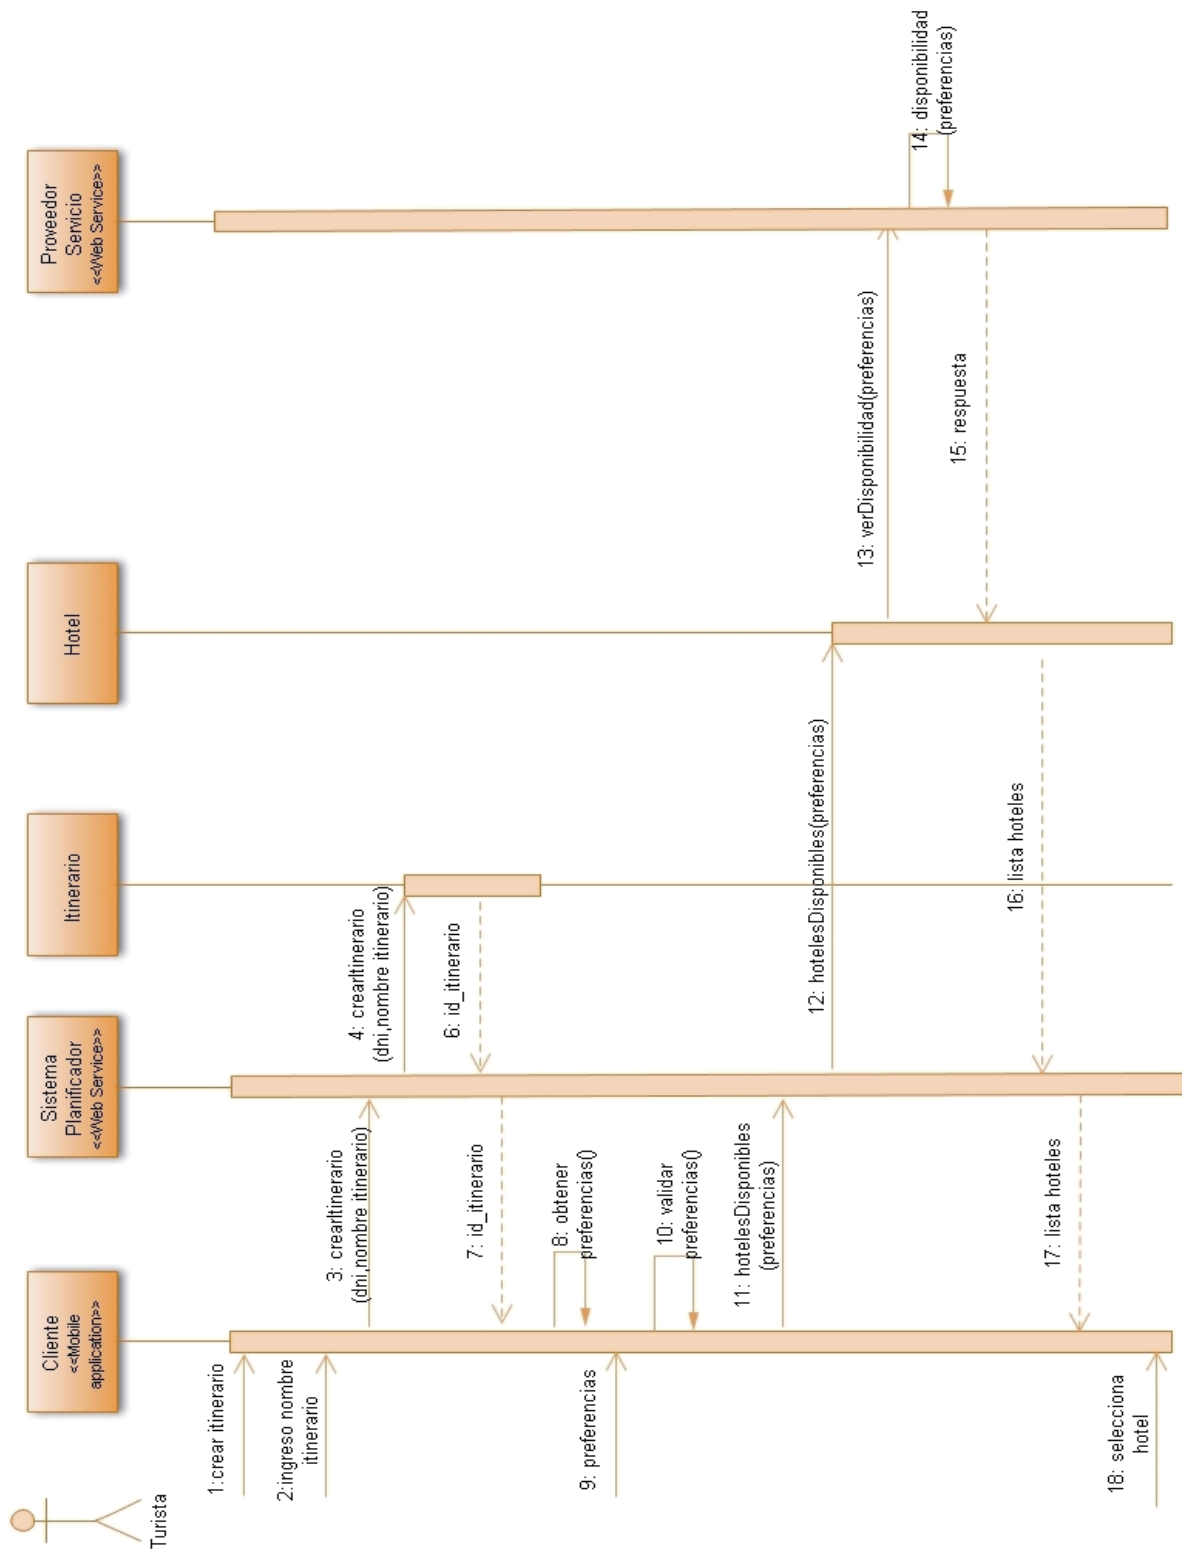 Turista
Cliente
<<Mobile
application>>
Sistema
Planificador
<<Web Service>>
Itinerario
Hotel
Proveedor
Servicio
<<Web Service>>
1:crear itinerario
2:ingreso nombre
itinerario
3: crearItinerario
(dni,nombre itinerario)
4: crearItinerario
(dni,nombre itinerario)
6: id_itinerario
7: id_itinerario
8: obtener
preferencias()
9: preferencias
10: validar
preferencias()
11: hotelesDisponibles
(preferencias)
12: hotelesDisponibles(preferencias)
13: verDisponibilidad(preferencias)
14: disponibilidad
(preferencias)
15: respuesta
16: lista hoteles
17: lista hoteles
18: selecciona
hotel